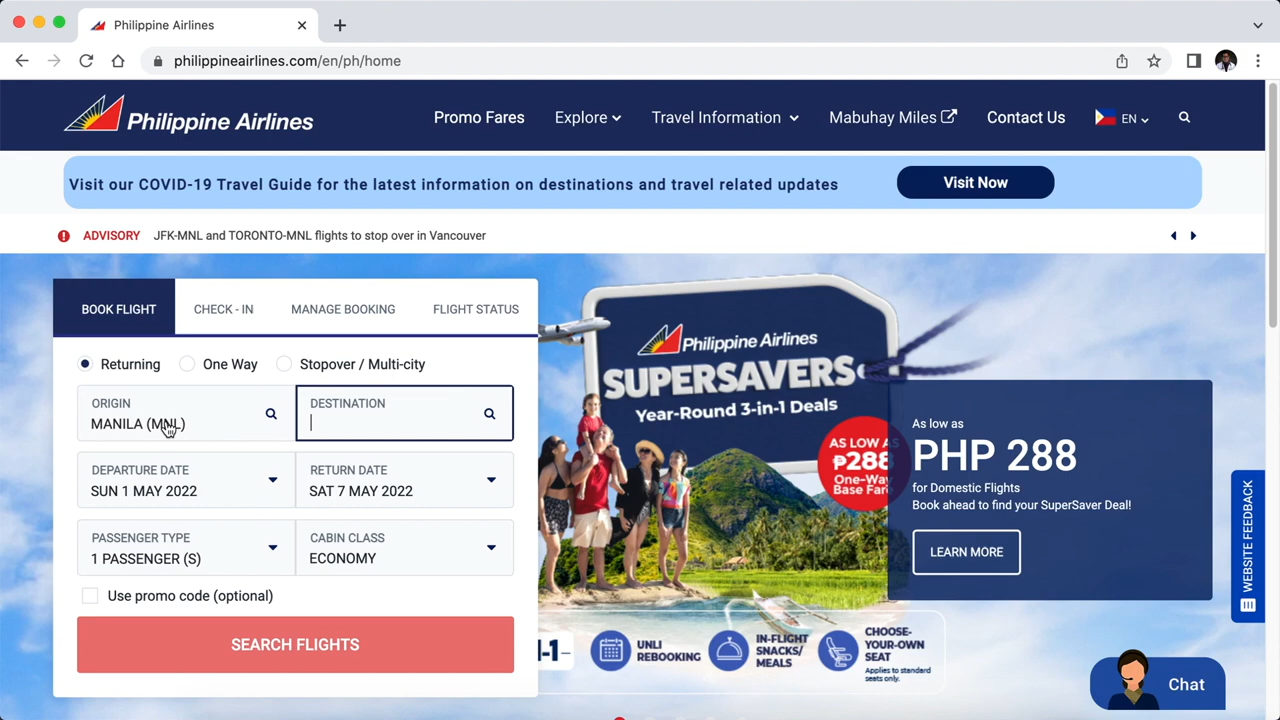 Philippine Airlines
philippineairlines.com/en/ph/home
Philippine Airlines
Promo Fares
Explore
Travel Information
Mabuhay Miles
Contact Us
EN
Visit our COVID-19 Travel Guide for the latest information on destinations and travel related updates
Visit Now
ADVISORY
JFK-MNL and TORONTO-MNL flights to stop over in Vancouver
BOOK FLIGHT
CHECK - IN
MANAGE BOOKING
FLIGHT STATUS
Returning
One Way
Stopover / Multi-city
ORIGIN
MANILA (MNL)
DESTINATION
DEPARTURE DATE
SUN 1 MAY 2022
RETURN DATE
SAT 7 MAY 2022
PASSENGER TYPE
1 PASSENGER (S)
CABIN CLASS
ECONOMY
Use promo code (optional)
SEARCH FLIGHTS
Philippine Airlines
SUPERSAVERS
Year-Round 3-in-1 Deals
AS LOW AS
₱288
One-Way
Base Fare
As low as
PHP 288
for Domestic Flights
Book ahead to find your SuperSaver Deal!
LEARN MORE
UNLI
REBOOKING
IN-FLIGHT
SNACKS/
MEALS
CHOOSE-
YOUR-OWN
SEAT
Applies to standard
seats only.
WEBSITE FEEDBACK
Chat